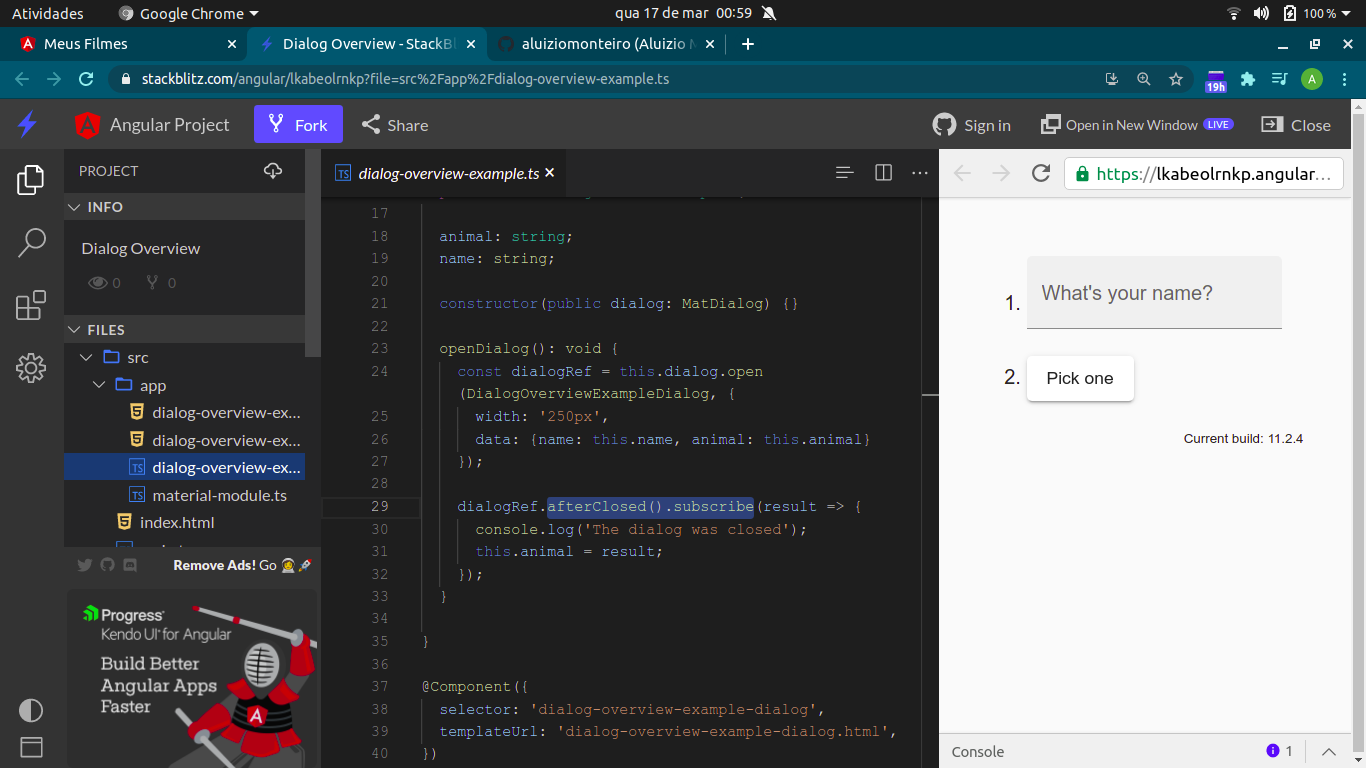 Atividades
Google Chrome
qua 17 de mar 00:59
100 %
Meus Filmes
Dialog Overview - StackBl
aluiziomonteiro (Aluizio M
stackblitz.com/angular/lkabeolrnkp?file=src%2Fapp%2Fdialog-overview-example.ts
19h
A
Angular Project
Fork
Share
Sign in
Open in New Window LIVE
Close
PROJECT
INFO
Dialog Overview
0
0
FILES
src
app
dialog-overview-ex...
dialog-overview-ex...
TS dialog-overview-ex...
TS material-module.ts
index.html
Remove Ads! Go
Progress
Kendo UI for Angular
Build Better
Angular Apps
Faster
TS dialog-overview-example.ts
17
18 animal: string;
19 name: string;
20
21 constructor(public dialog: MatDialog) {}
22
23 openDialog(): void {
24 const dialogRef = this.dialog.open
(DialogOverviewExampleDialog, {
25 width: '250px',
26 data: {name: this.name, animal: this.animal}
27 });
28
29 dialogRef.afterClosed().subscribe(result => {
30 console.log('The dialog was closed');
31 this.animal = result;
32 });
33 }
34
35 }
36
37 @Component({
38 selector: 'dialog-overview-example-dialog',
39 templateUrl: 'dialog-overview-example-dialog.html',
40 })
https://lkabeolrnkp.angular...
1. What's your name?
2. Pick one
Current build: 11.2.4
Console
1